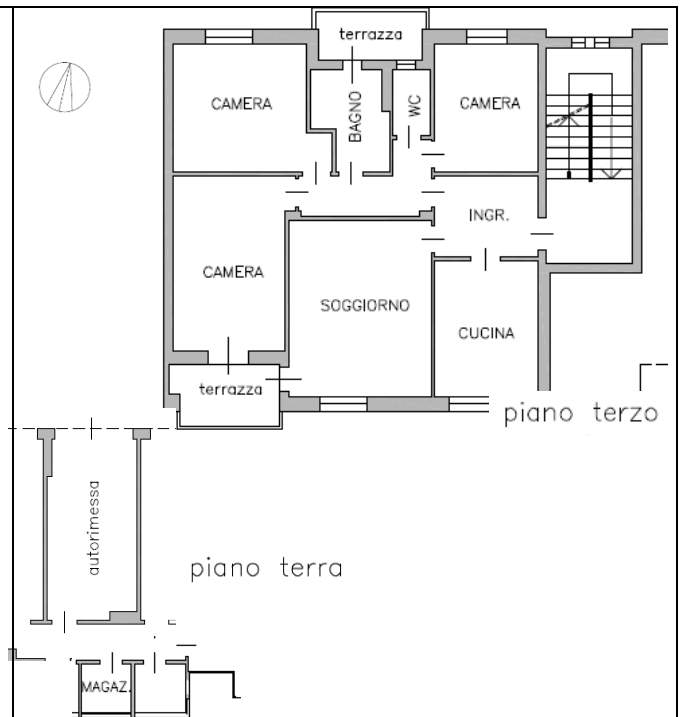 terrazza
CAMERA
BAGNO
WC
CAMERA
INGR.
CAMERA
SOGGIORNO
CUCINA
terrazza
piano terzo
autorimessa
piano terra
MAGAZ.